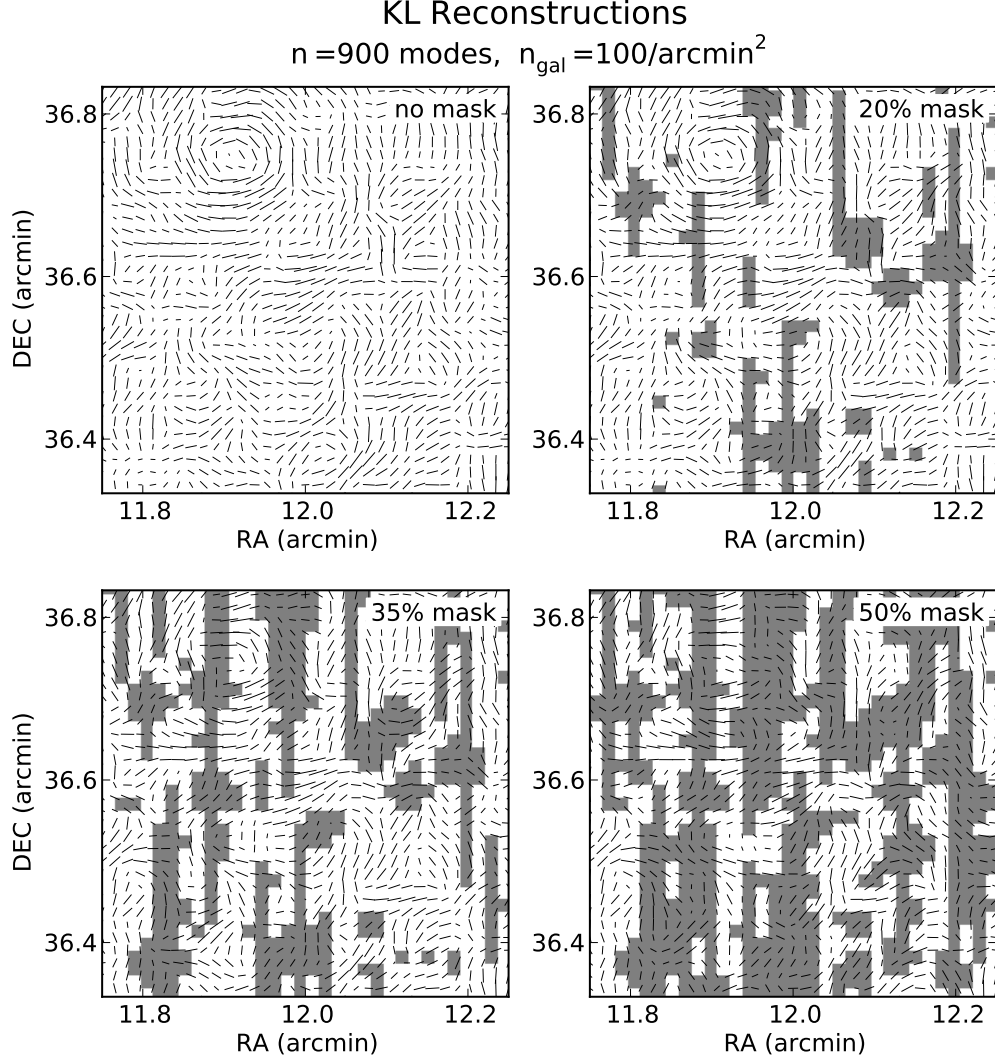 KL Reconstructions
n =900 modes, n_gal =100/arcmin^2
no mask
36.8
36.6
36.4
DEC (arcmin)
11.8 12.0 12.2
RA (arcmin)
20% mask
36.8
36.6
36.4
11.8 12.0 12.2
RA (arcmin)
35% mask
36.8
36.6
36.4
DEC (arcmin)
11.8 12.0 12.2
RA (arcmin)
50% mask
36.8
36.6
36.4
11.8 12.0 12.2
RA (arcmin)